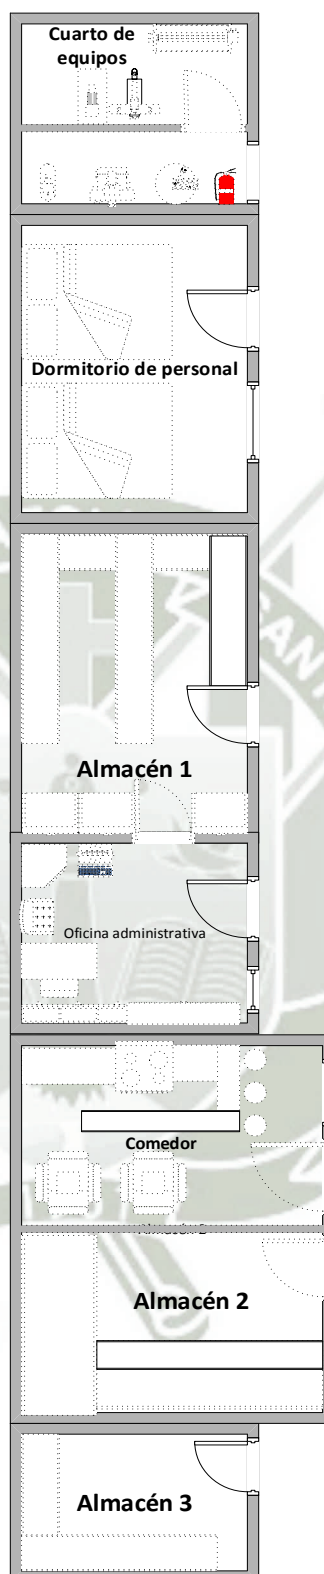 Cuarto de
equipos
Dormitorio de personal
Almacén 1
Oficina administrativa
Comedor
Almacén 2
Almacén 3